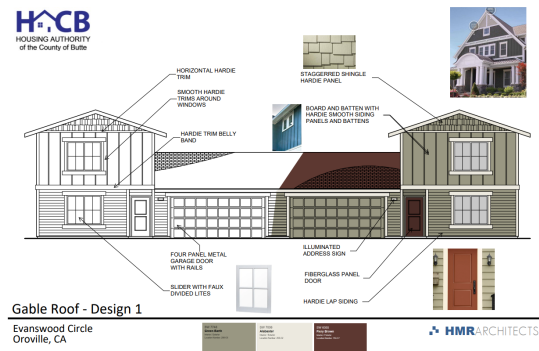 HACB
HOUSING AUTHORITY
of the County of Butte
HORIZONTAL HARDIE
TRIM
SMOOTH HARDIE
TRIMS AROUND
WINDOWS
HARDIE TRIM BELLY
BAND
STAGGERRED SHINGLE
HARDIE PANEL
BOARD AND BATTEN WITH
HARDIE SMOOTH SIDING
PANELS AND BATTENS
FOUR PANEL METAL
GARAGE DOOR
WITH RAILS
SLIDER WITH FAUX
DIVIDED LITES
ILLUMINATED
ADDRESS SIGN
FIBERGLASS PANEL
DOOR
HARDIE LAP SIDING
Gable Roof - Design 1
Evanswood Circle
Oroville, CA
Alabaster
HMRARCHITECTS